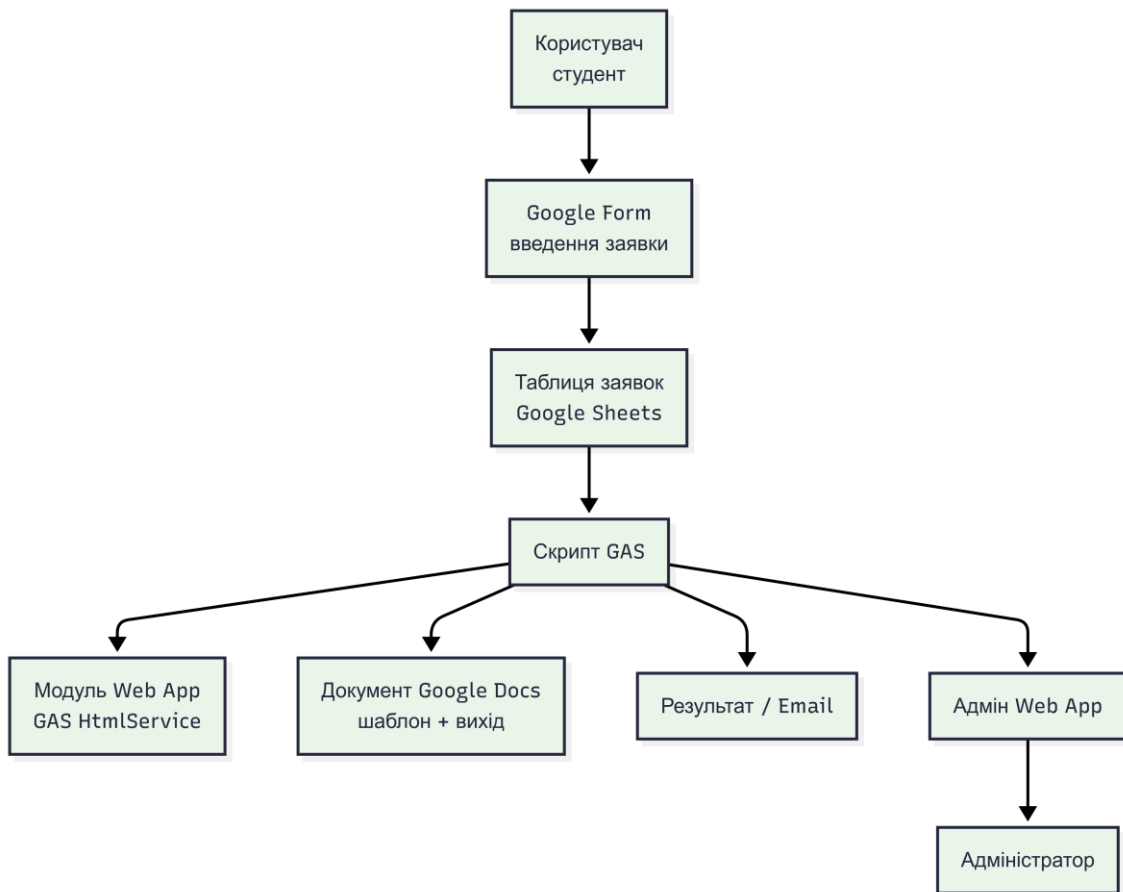 Користувач
студент
Google Form
введення заявки
Таблиця заявок
Google Sheets
Скрипт GAS
Модуль Web App
GAS HtmlService
Документ Google Docs
шаблон + вихід
Результат / Email
Адмін Web App
Адміністратор